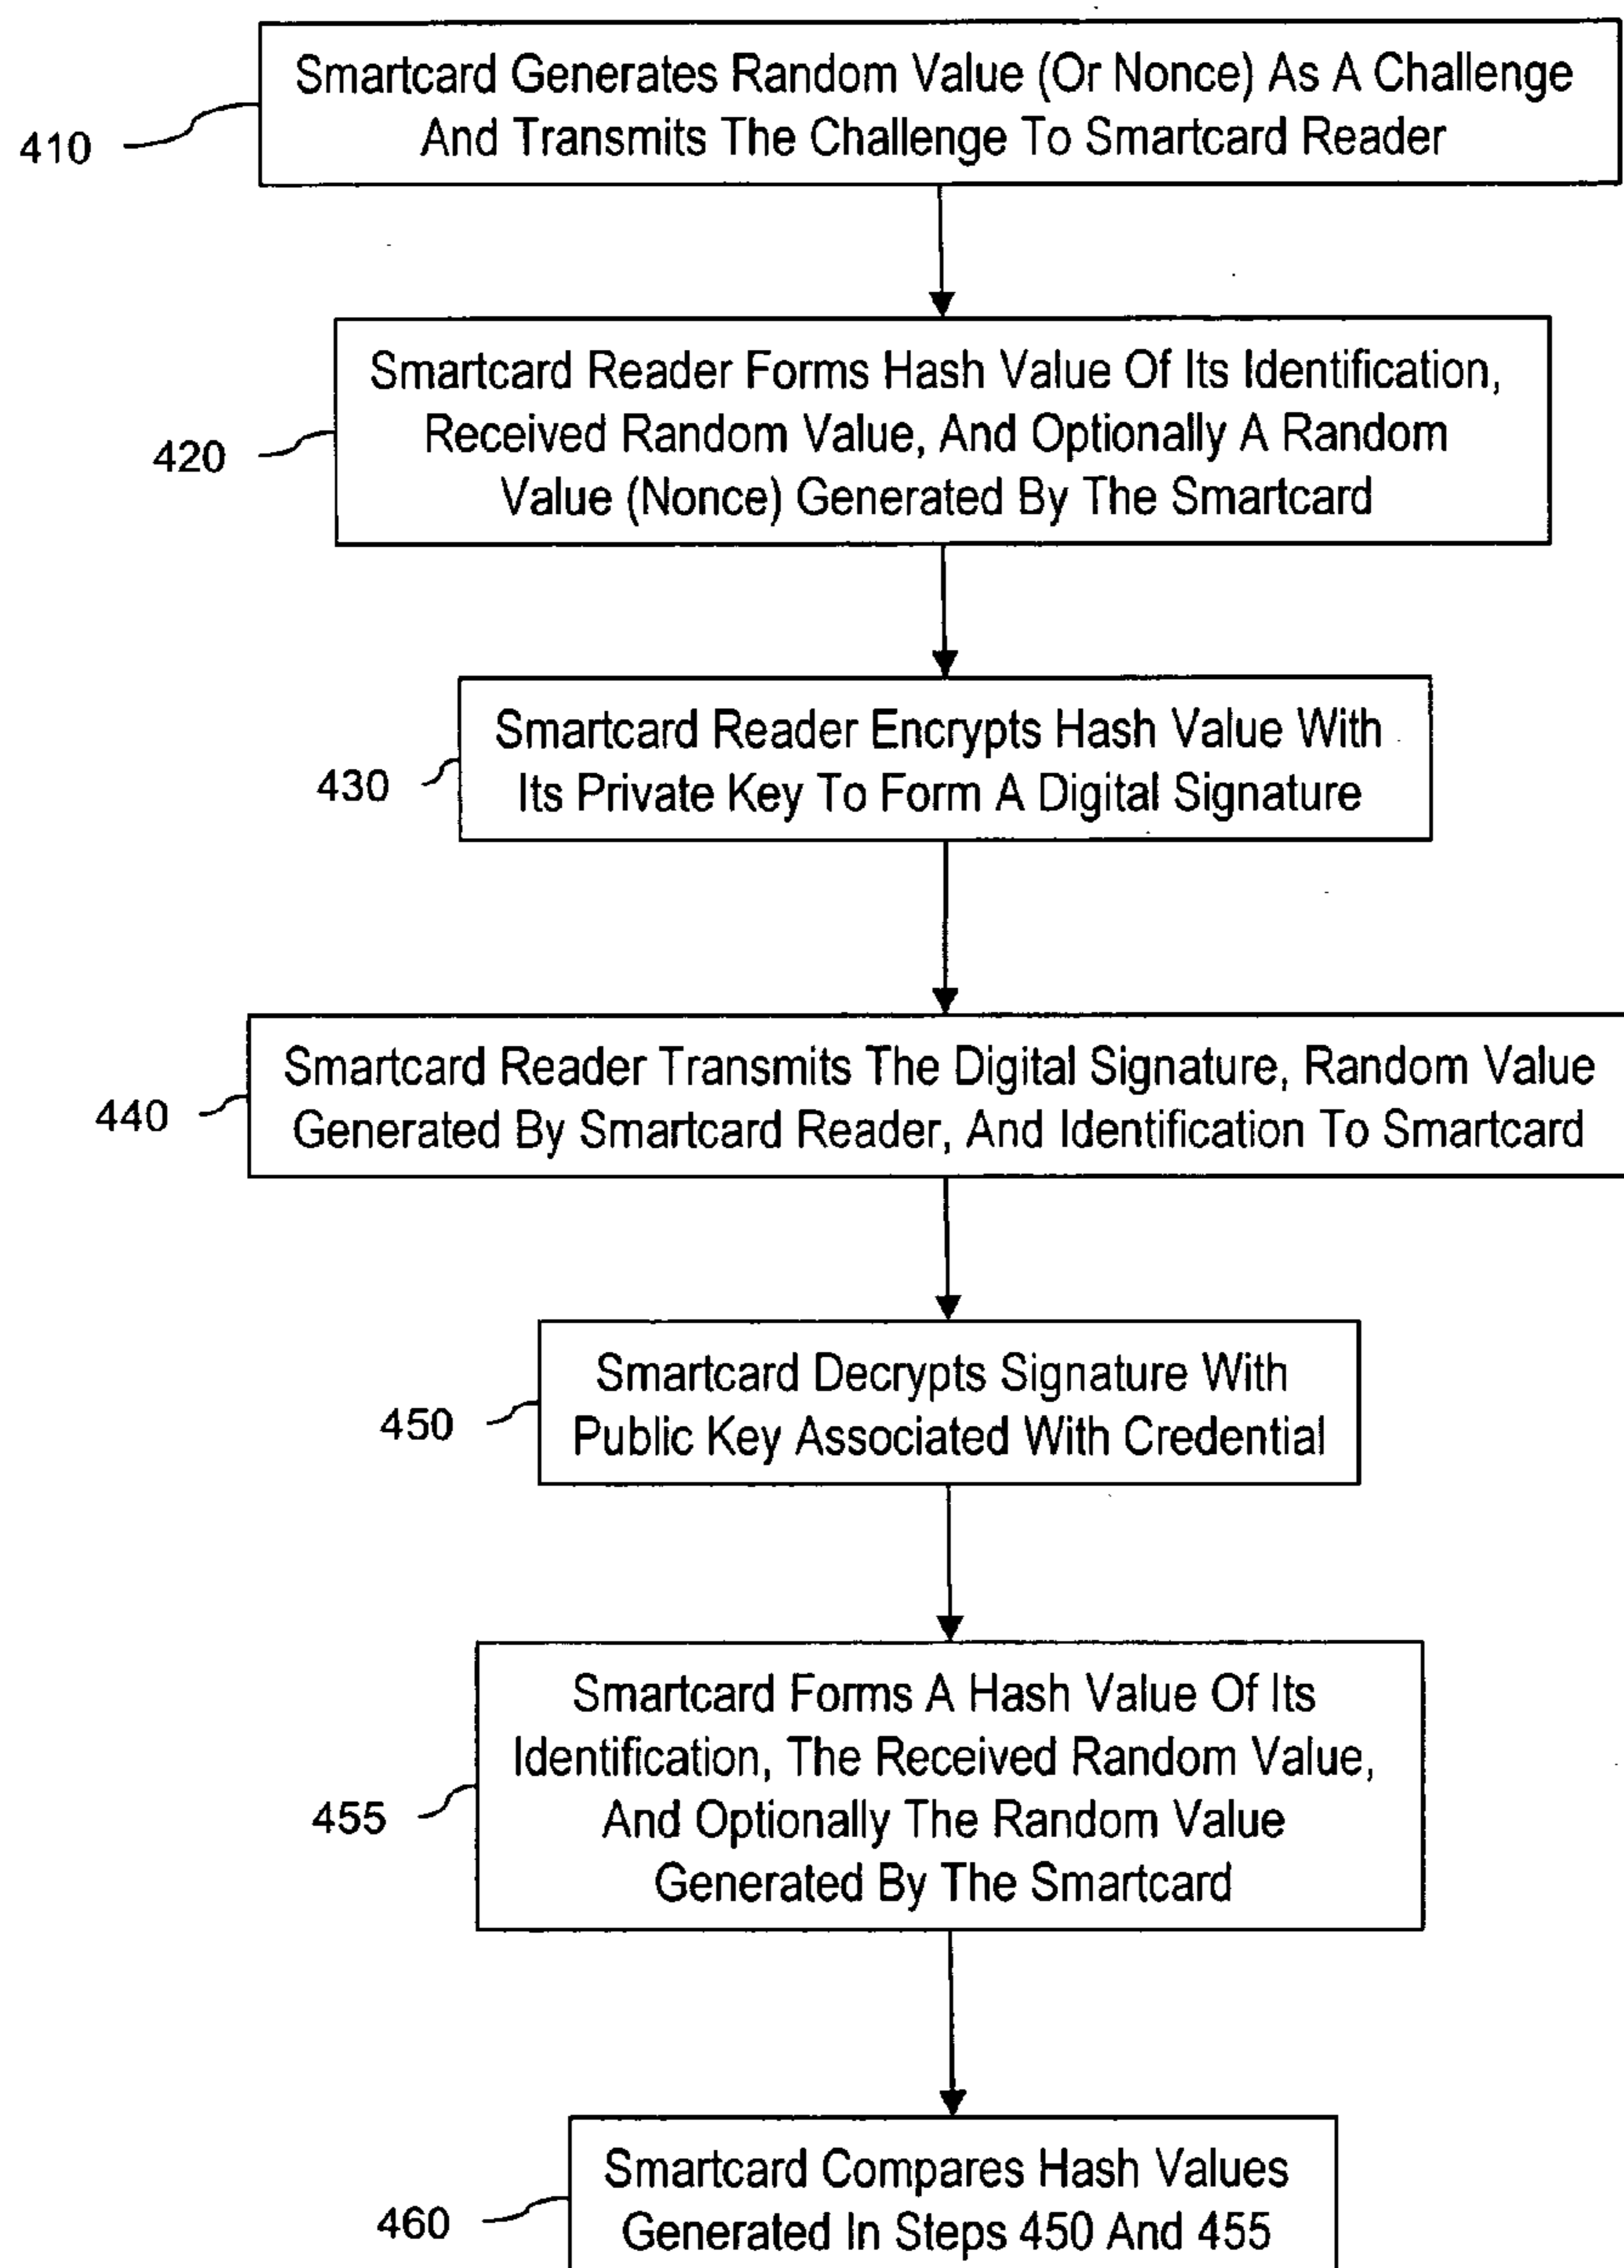 Smartcard Generates Random Value (Or Nonce) As A Challenge
And Transmits The Challenge To Smartcard Reader
410
Smartcard Reader Forms Hash Value Of Its Identification,
Received Random Value, And Optionally A Random
Value (Nonce) Generated By The Smartcard
420
Smartcard Reader Encrypts Hash Value With
Its Private Key To Form A Digital Signature
430
Smartcard Reader Transmits The Digital Signature, Random Value
Generated By Smartcard Reader, And Identification To Smartcard
440
Smartcard Decrypts Signature With
Public Key Associated With Credential
450
Smartcard Forms A Hash Value Of Its
Identification, The Received Random Value,
And Optionally The Random Value
Generated By The Smartcard
455
Smartcard Compares Hash Values
Generated In Steps 450 And 455
460